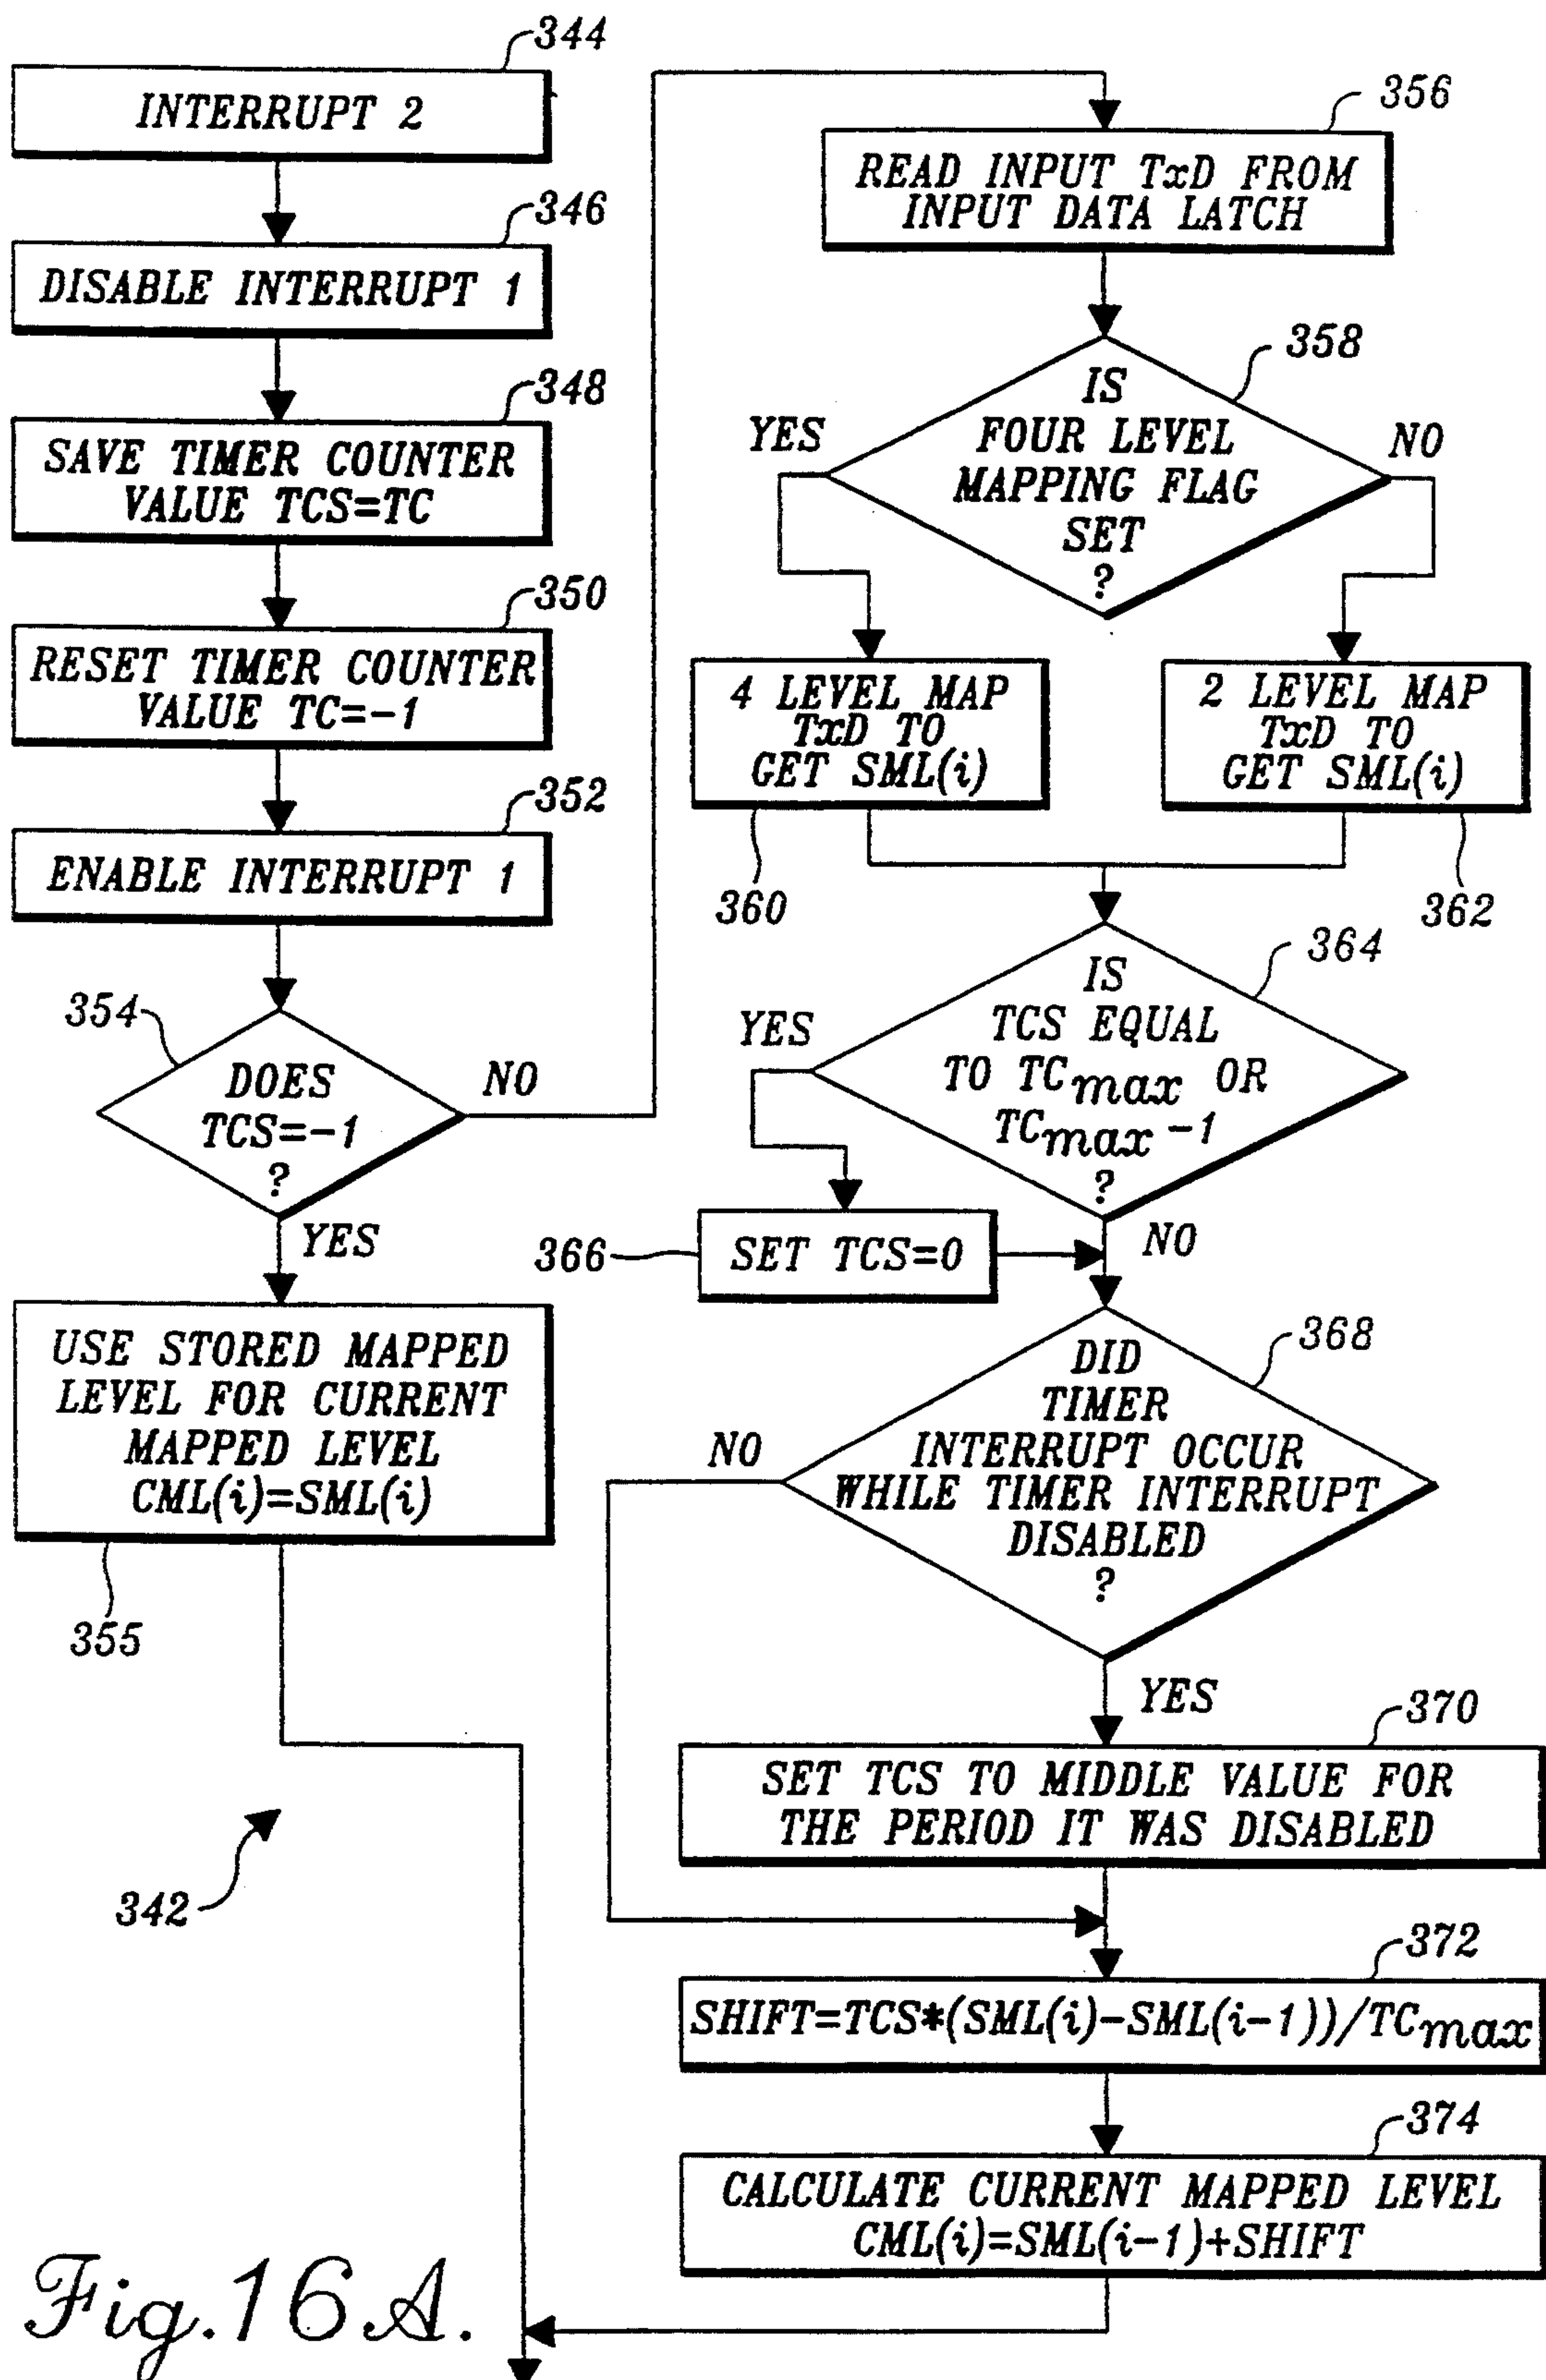 344
INTERRUPT 2
346
DISABLE INTERRUPT 1
348
SAVE TIMER COUNTER
VALUE TCS=TC
350
RESET TIMER COUNTER
VALUE TC=-1
352
ENABLE INTERRUPT 1
354
DOES
TCS=-1
?
NO
YES
USE STORED MAPPED
LEVEL FOR CURRENT
MAPPED LEVEL
CML(i)=SML(i)
355
342
356
READ INPUT TxD FROM
INPUT DATA LATCH
358
IS
FOUR LEVEL
MAPPING FLAG
SET
?
YES
NO
4 LEVEL MAP
TxD TO
GET SML(i)
360
2 LEVEL MAP
TxD TO
GET SML(i)
362
364
IS
TCS EQUAL
TO TCmax OR
TCmax-1
?
YES
NO
366
SET TCS=0
368
DID
TIMER
INTERRUPT OCCUR
WHILE TIMER INTERRUPT
DISABLED
?
NO
YES
370
SET TCS TO MIDDLE VALUE FOR
THE PERIOD IT WAS DISABLED
372
SHIFT=TCS*(SML(i)-SML(i-1))/TCmax
374
CALCULATE CURRENT MAPPED LEVEL
CML(i)=SML(i-1)+SHIFT
Fig.16A.